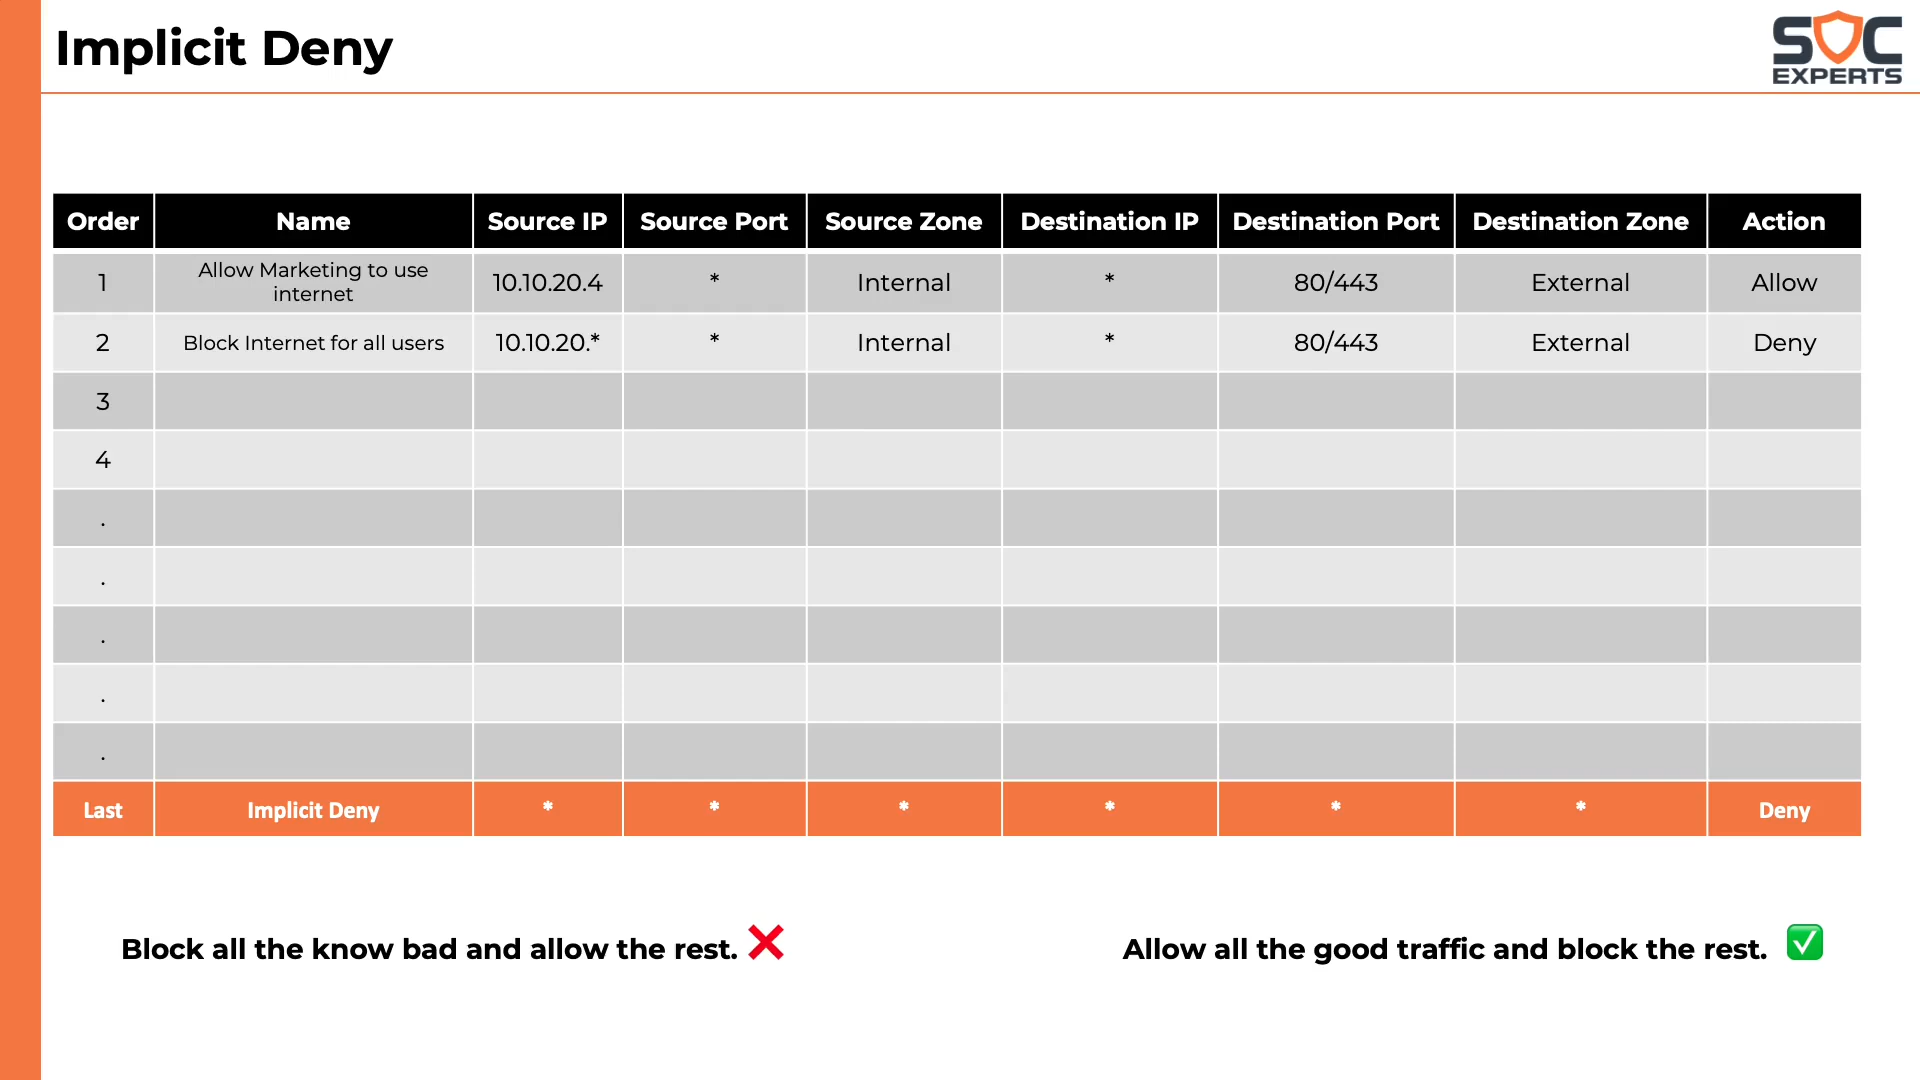 Implicit Deny
SOC
EXPERTS
Order Name Source IP Source Port Source Zone Destination IP Destination Port Destination Zone Action
1 Allow Marketing to use internet 10.10.20.4 * Internal * 80/443 External Allow
2 Block Internet for all users 10.10.20.* * Internal * 80/443 External Deny
3
4
.
.
.
.
.
Last Implicit Deny * * * * * * Deny
Block all the know bad and allow the rest. ❌
Allow all the good traffic and block the rest. ✅